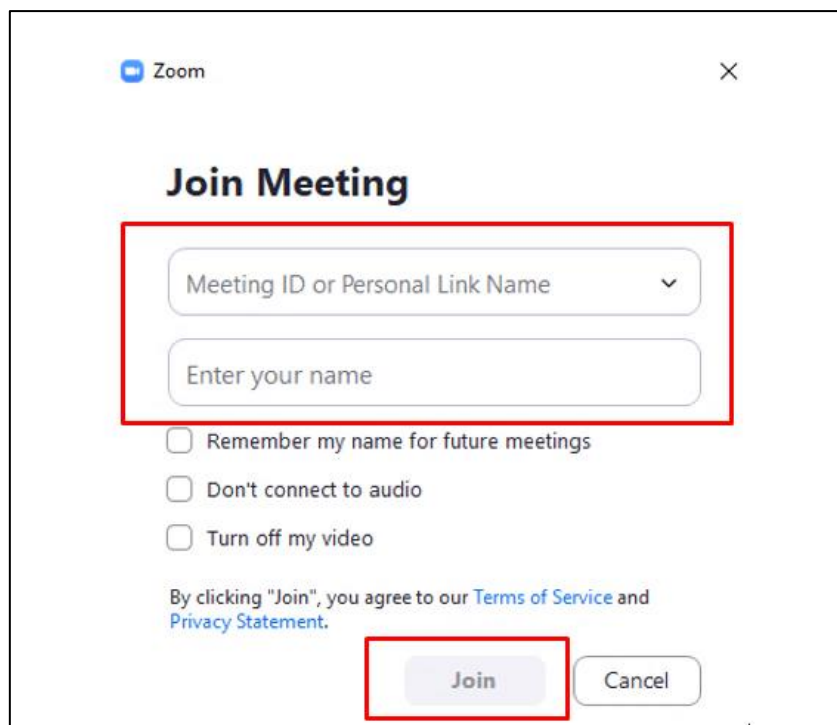 Zoom
Join Meeting
Meeting ID or Personal Link Name
Enter your name
Remember my name for future meetings
Don't connect to audio
Turn off my video
By clicking "Join", you agree to our Terms of Service and
Privacy Statement.
Join Cancel